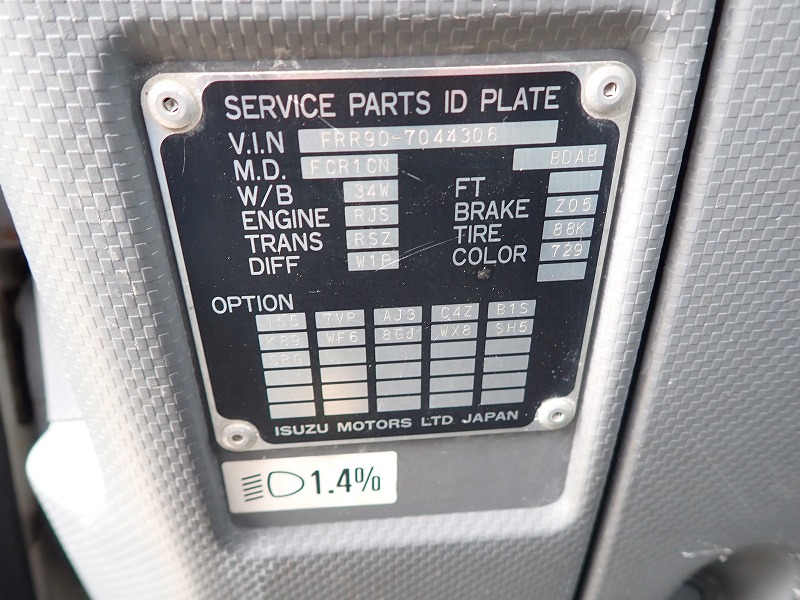 SERVICE PARTS ID PLATE
V.I.N FRR90-7044306
M.D. FCR1CN BDAB
W/B 34W FT
ENGINE RJS BRAKE Z05
TRANS RSZ TIRE 88K
DIFF W1P COLOR 729
OPTION
7VP AJ3 C4Z B1S
WF6 8GJ WX8 SH5
ISUZU MOTORS LTD JAPAN
1.4%